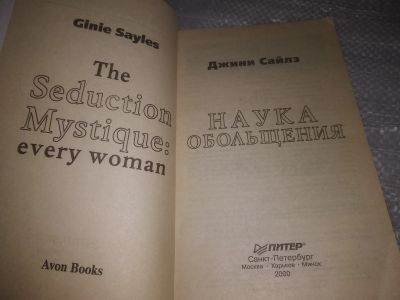 Ginie Sayles
The
Seduction
Mystique:
every woman
Avon Books
Джини Сайлз
НАУКА
ОБОЛЬЩЕНИЯ
ПИТЕР®
Санкт-Петербург
Москва • Харьков • Минск
2000